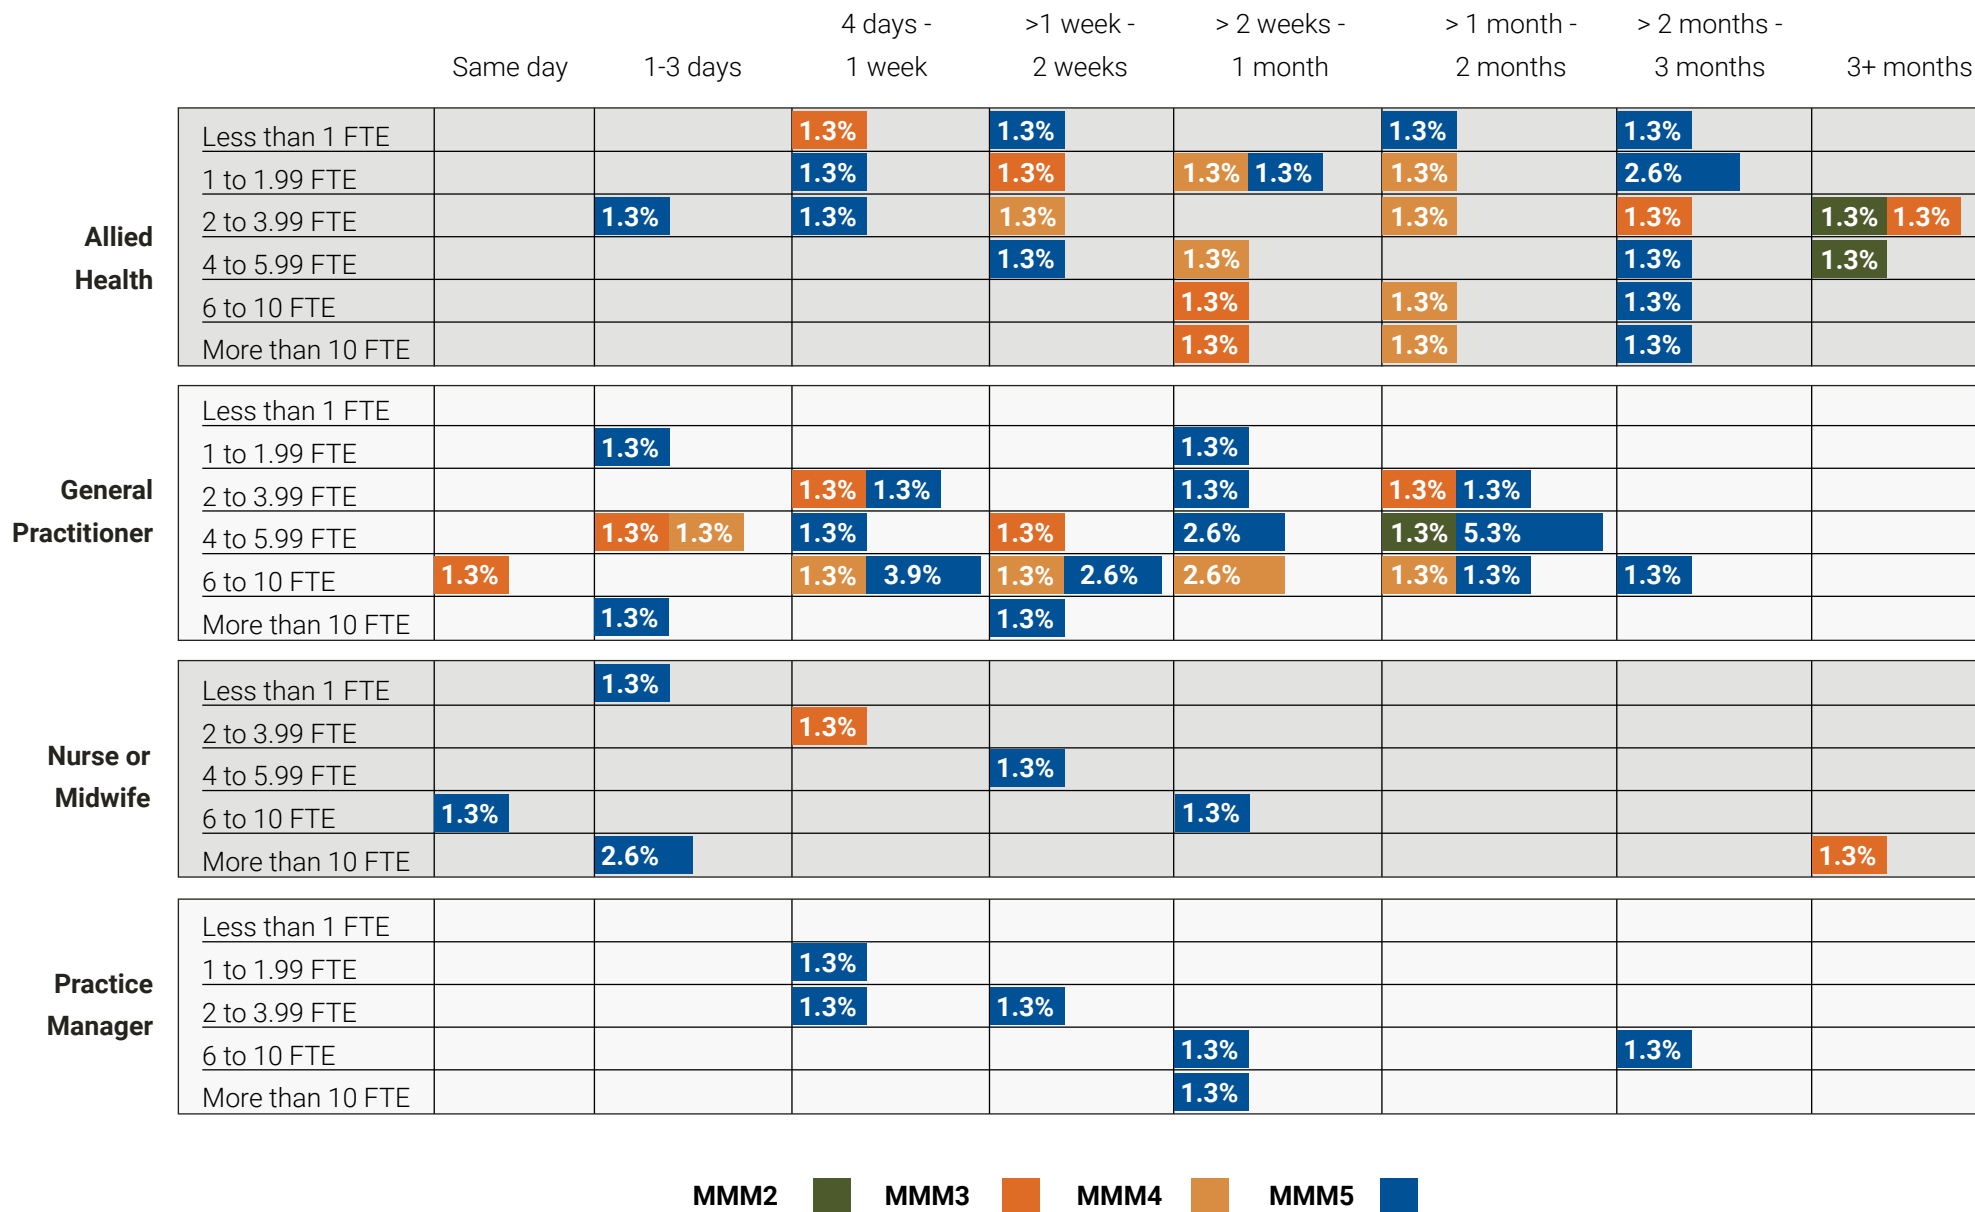 4 days - >1 week - > 2 weeks - > 1 month - > 2 months -
Same day 1-3 days 1 week 2 weeks 1 month 2 months 3 months 3+ months
Allied
Health
Less than 1 FTE 1.3% 1.3% 1.3% 1.3%
1 to 1.99 FTE 1.3% 1.3% 1.3% 1.3% 1.3% 2.6%
2 to 3.99 FTE 1.3% 1.3% 1.3% 1.3% 1.3% 1.3% 1.3%
4 to 5.99 FTE 1.3% 1.3% 1.3% 1.3%
6 to 10 FTE 1.3% 1.3% 1.3%
More than 10 FTE 1.3% 1.3% 1.3%
General
Practitioner
Less than 1 FTE
1 to 1.99 FTE 1.3% 1.3%
2 to 3.99 FTE 1.3% 1.3% 1.3% 1.3% 1.3%
4 to 5.99 FTE 1.3% 1.3% 1.3% 1.3% 2.6% 1.3% 5.3%
6 to 10 FTE 1.3% 1.3% 3.9% 1.3% 2.6% 2.6% 1.3% 1.3% 1.3%
More than 10 FTE 1.3% 1.3%
Nurse or
Midwife
Less than 1 FTE 1.3%
2 to 3.99 FTE 1.3%
4 to 5.99 FTE 1.3%
6 to 10 FTE 1.3% 1.3%
More than 10 FTE 2.6% 1.3%
Practice
Manager
Less than 1 FTE
1 to 1.99 FTE 1.3%
2 to 3.99 FTE 1.3% 1.3%
6 to 10 FTE 1.3% 1.3%
More than 10 FTE 1.3%
MMM2 MMM3 MMM4 MMM5